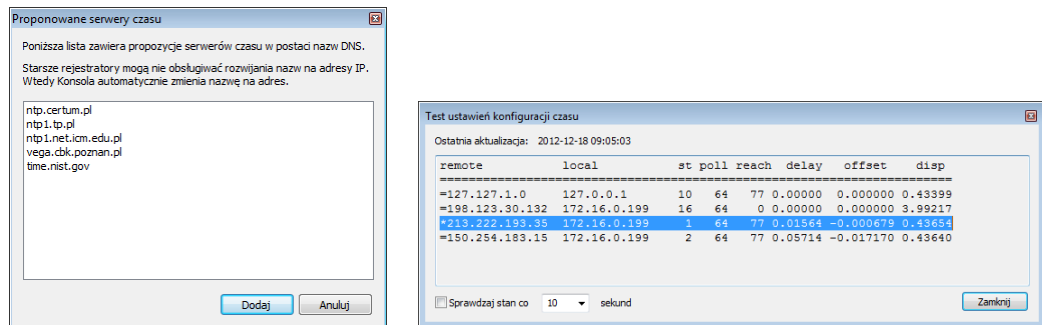 Proponowane serwery czasu
Poniższa lista zawiera propozycje serwerów czasu w postaci nazw DNS.
Starsze rejestratory mogą nie obsługiwać rozwijania nazw na adresy IP.
Wtedy Konsola automatycznie zmienia nazwę na adres.
ntp.certum.pl
ntp1.tp.pl
ntp1.net.icm.edu.pl
vega.cbk.poznan.pl
time.nist.gov
Dodaj Anuluj
Test ustawień konfiguracji czasu
Ostatnia aktualizacja: 2012-12-18 09:05:03
remote local st poll reach delay offset disp
=======================================================================
=127.127.1.0 127.0.0.1 10 64 77 0.00000 0.000000 0.43399
=198.123.30.132 172.16.0.199 16 64 0 0.00000 0.000000 3.99217
*213.222.193.35 172.16.0.199 1 64 77 0.01564 -0.000679 0.43654
=150.254.183.15 172.16.0.199 2 64 77 0.05714 -0.017170 0.43640
Sprawdzaj stan co 10 sekund
Zamknij